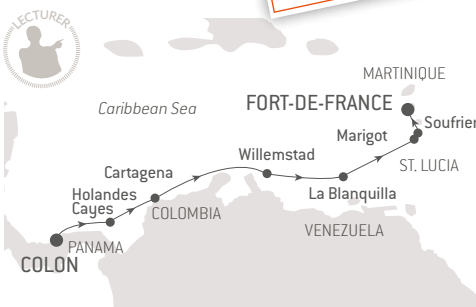 LECTURER
MARTINIQUE
Caribbean Sea
FORT-DE-FRANCE
Marigot
ST. LUCIA
Willemstad
Cartagena
La Blanquilla
Holandes
Cayes
COLOMBIA
VENEZUELA
PANAMA
COLON